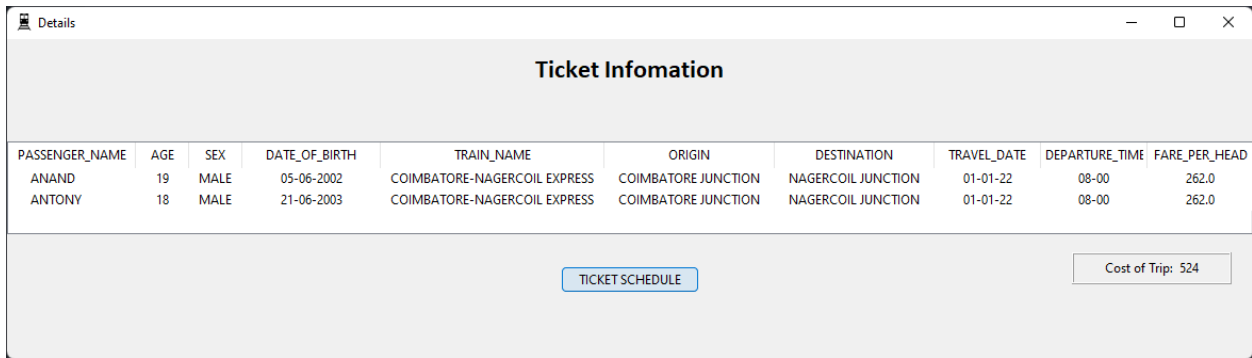 Details
Ticket Infomation
PASSENGER_NAME AGE SEX DATE_OF_BIRTH TRAIN_NAME ORIGIN DESTINATION TRAVEL_DATE DEPARTURE_TIME FARE_PER_HEAD
ANAND 19 MALE 05-06-2002 COIMBATORE-NAGERCOIL EXPRESS COIMBATORE JUNCTION NAGERCOIL JUNCTION 01-01-22 08-00 262.0
ANTONY 18 MALE 21-06-2003 COIMBATORE-NAGERCOIL EXPRESS COIMBATORE JUNCTION NAGERCOIL JUNCTION 01-01-22 08-00 262.0
Cost of Trip: 524
TICKET SCHEDULE